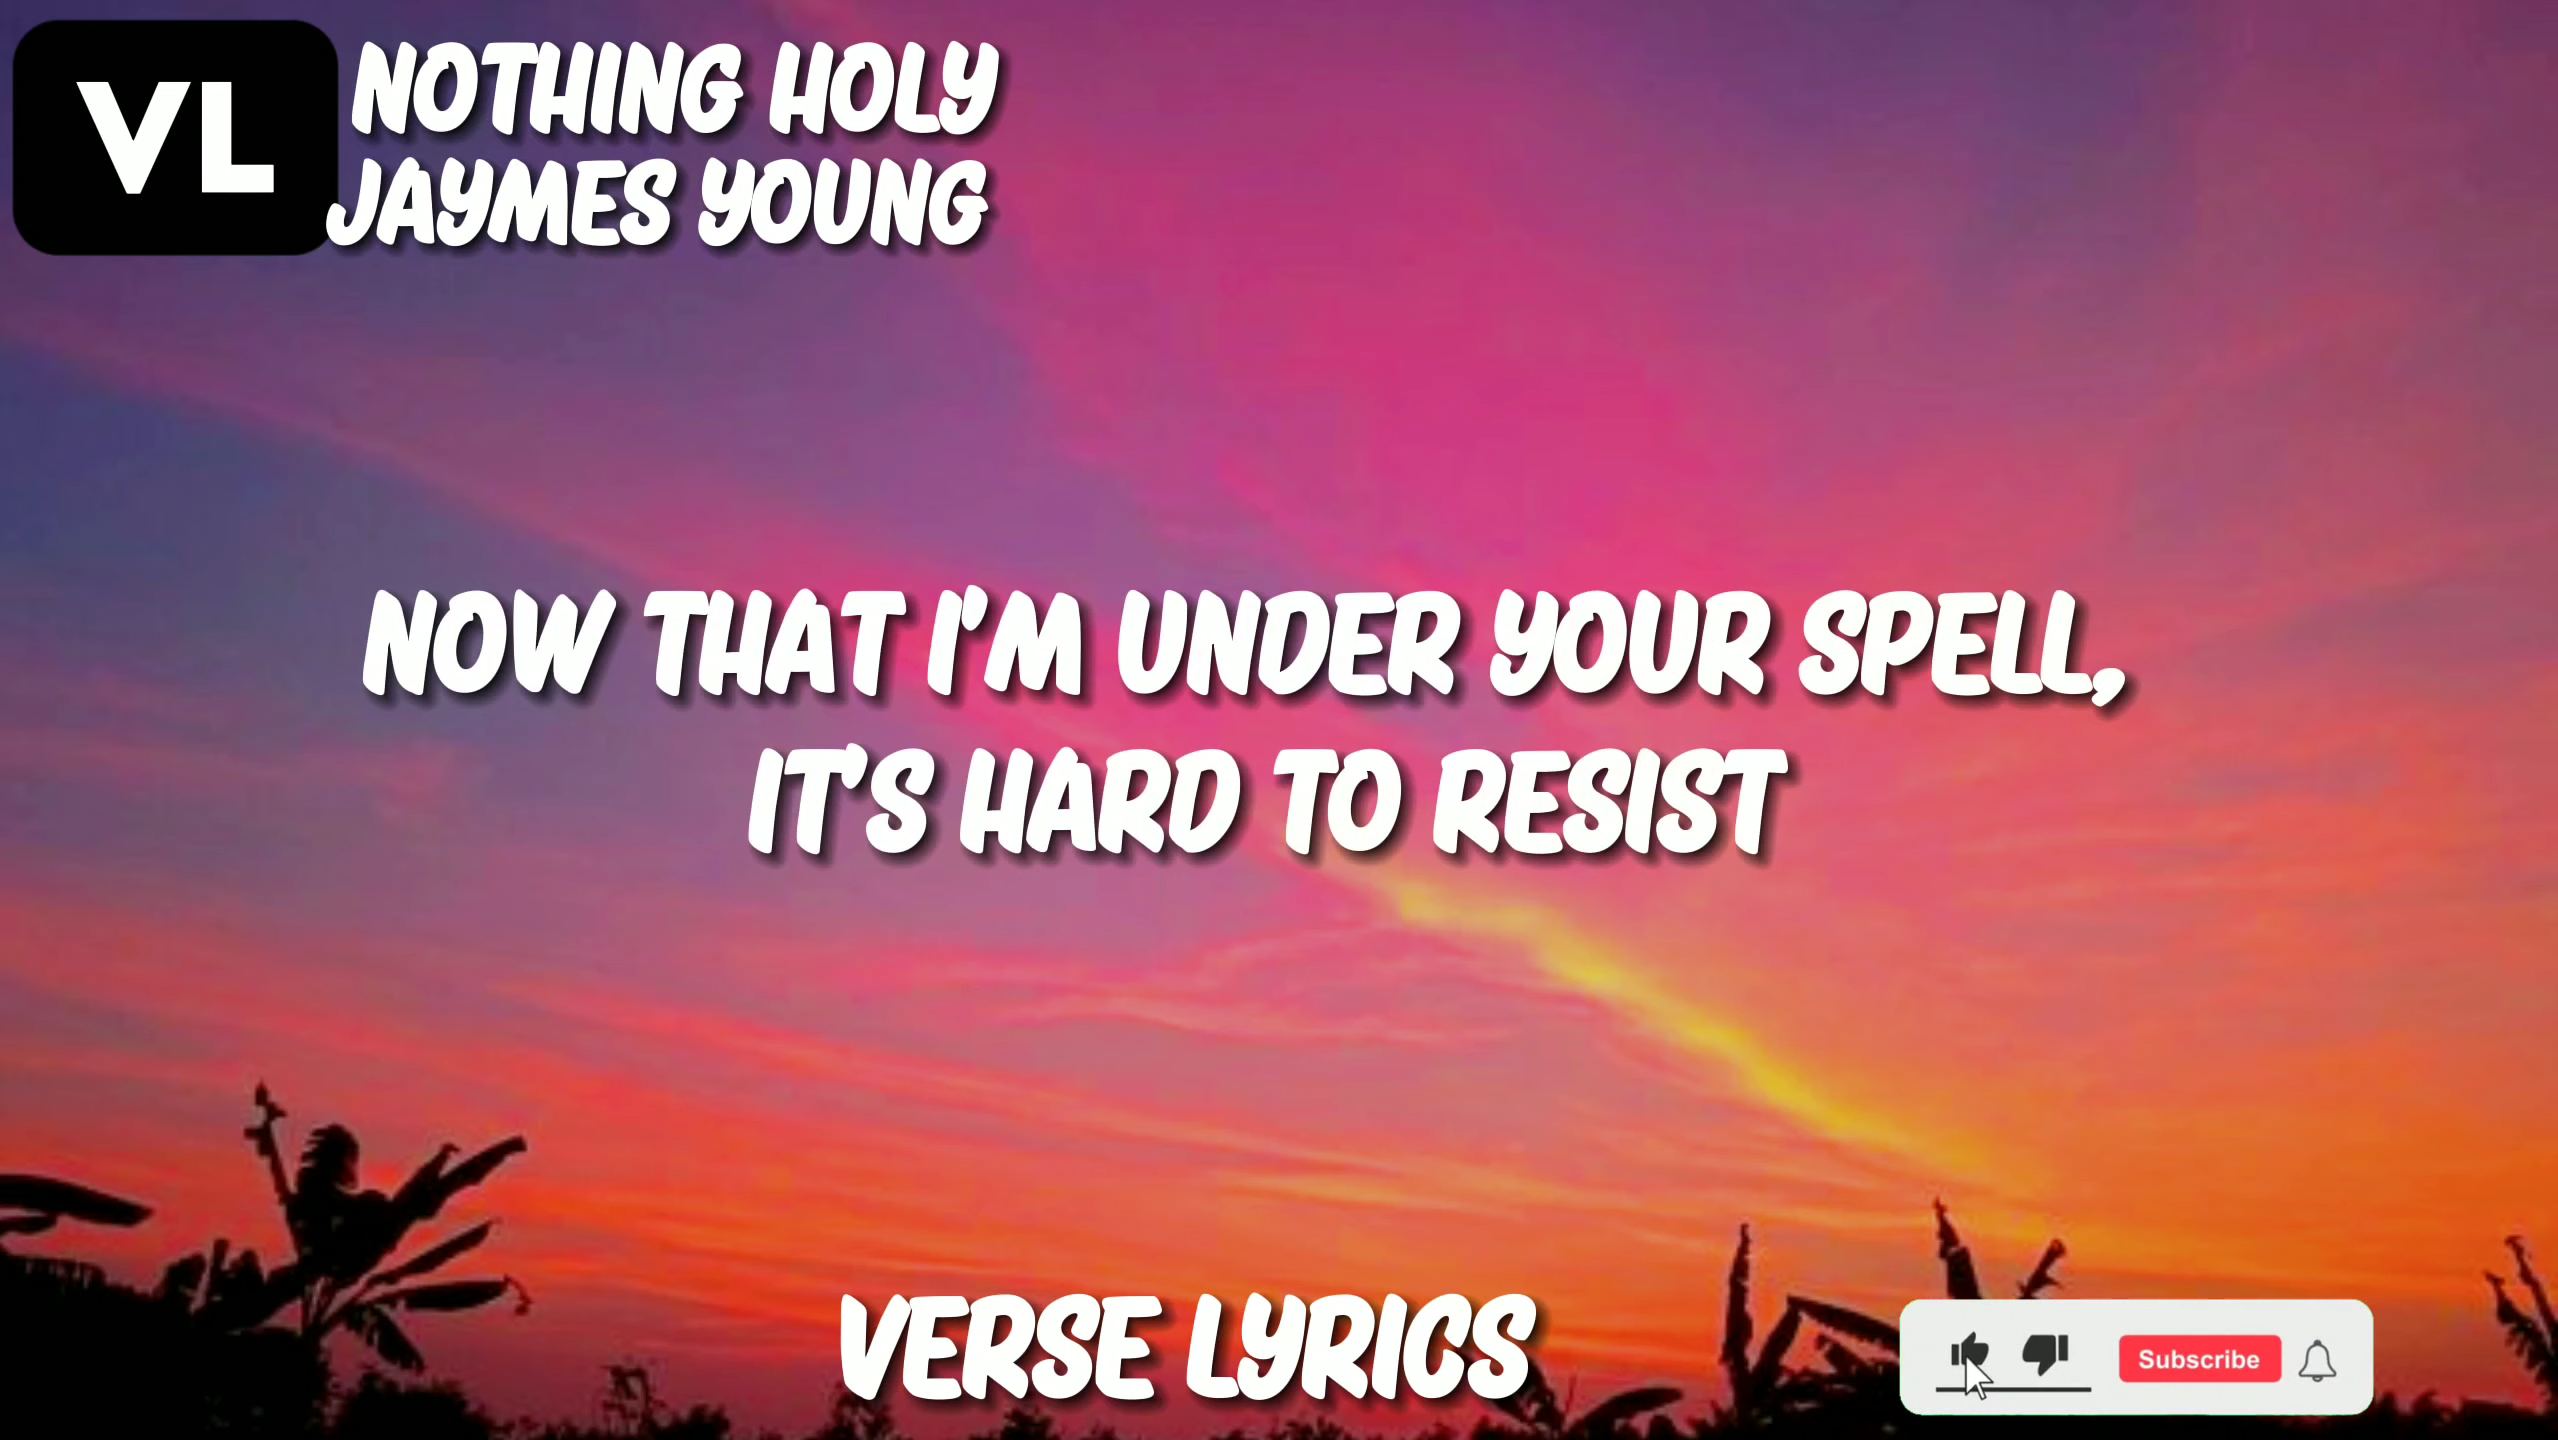 VL
NOTHING HOLY
JAYMES YOUNG
NOW THAT I'M UNDER YOUR SPELL,
IT'S HARD TO RESIST
VERSE LYRICS
Subscribe